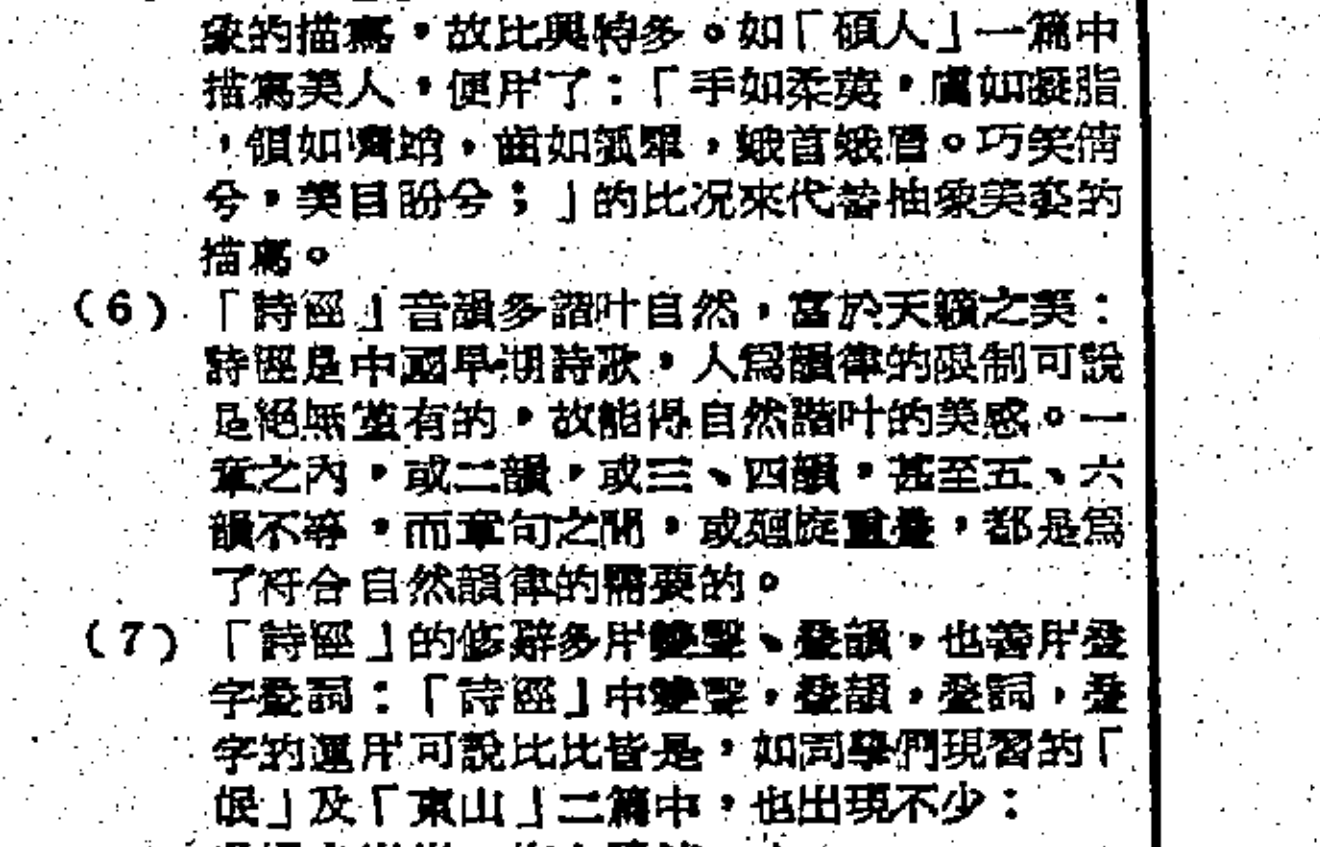 象的描寫，故比興特多。如「碩人」一篇中
描寫美人，便用了：「手如柔荑，膚如凝脂
，領如蠐蝤，齒如瓠犀，螓首蛾眉。巧笑倩
兮，美目盼兮；」的比況來代替抽象美姿的
描寫。
(6)「詩經」音韻多諧叶自然，富於天籟之美：
詩經是中國早期詩歌，人爲韻律的限制可說
是絕無僅有的，故能得自然諧叶的美感。一
章之內，或二韻，或三、四韻，甚至五、六
韻不等，而章句之間，或迴旋重疊，都是爲
了符合自然韻律的需要的。
(7)「詩經」的修辭多用雙聲、疊韻，也善用疊
字疊詞：「詩經」中雙聲，疊韻，疊詞，疊
字的運用可說比比皆是，如同學們現習的「
氓」及「東山」二篇中，也出現不少：